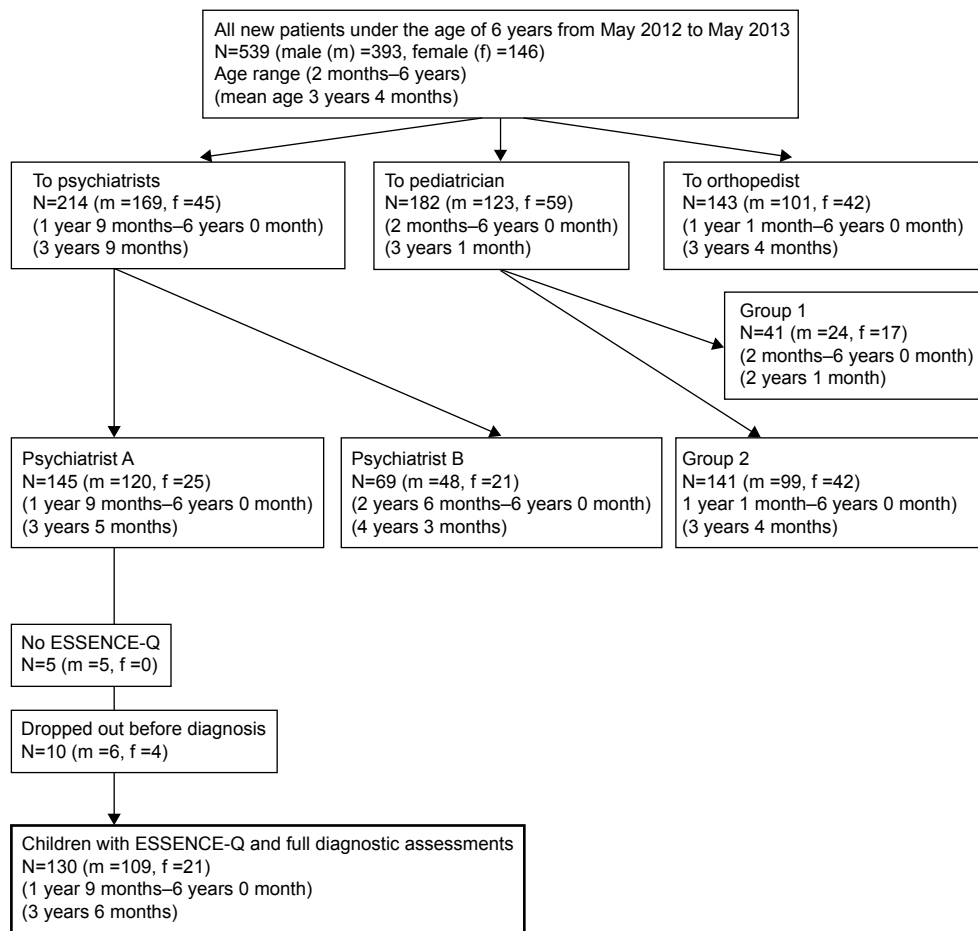 All new patients under the age of 6 years from May 2012 to May 2013
N=539 (male (m) =393, female (f) =146)
Age range (2 months–6 years)
(mean age 3 years 4 months)
To psychiatrists
N=214 (m =169, f =45)
(1 year 9 months–6 years 0 month)
(3 years 9 months)
To pediatrician
N=182 (m =123, f =59)
(2 months–6 years 0 month)
(3 years 1 month)
To orthopedist
N=143 (m =101, f =42)
(1 year 1 month–6 years 0 month)
(3 years 4 months)
Group 1
N=41 (m =24, f =17)
(2 months–6 years 0 month)
(2 years 1 month)
Psychiatrist A
N=145 (m =120, f =25)
(1 year 9 months–6 years 0 month)
(3 years 5 months)
Psychiatrist B
N=69 (m =48, f =21)
(2 years 6 months–6 years 0 month)
(4 years 3 months)
Group 2
N=141 (m =99, f =42)
1 year 1 month–6 years 0 month)
(3 years 4 months)
No ESSENCE-Q
N=5 (m =5, f =0)
Dropped out before diagnosis
N=10 (m =6, f =4)
Children with ESSENCE-Q and full diagnostic assessments
N=130 (m =109, f =21)
(1 year 9 months–6 years 0 month)
(3 years 6 months)